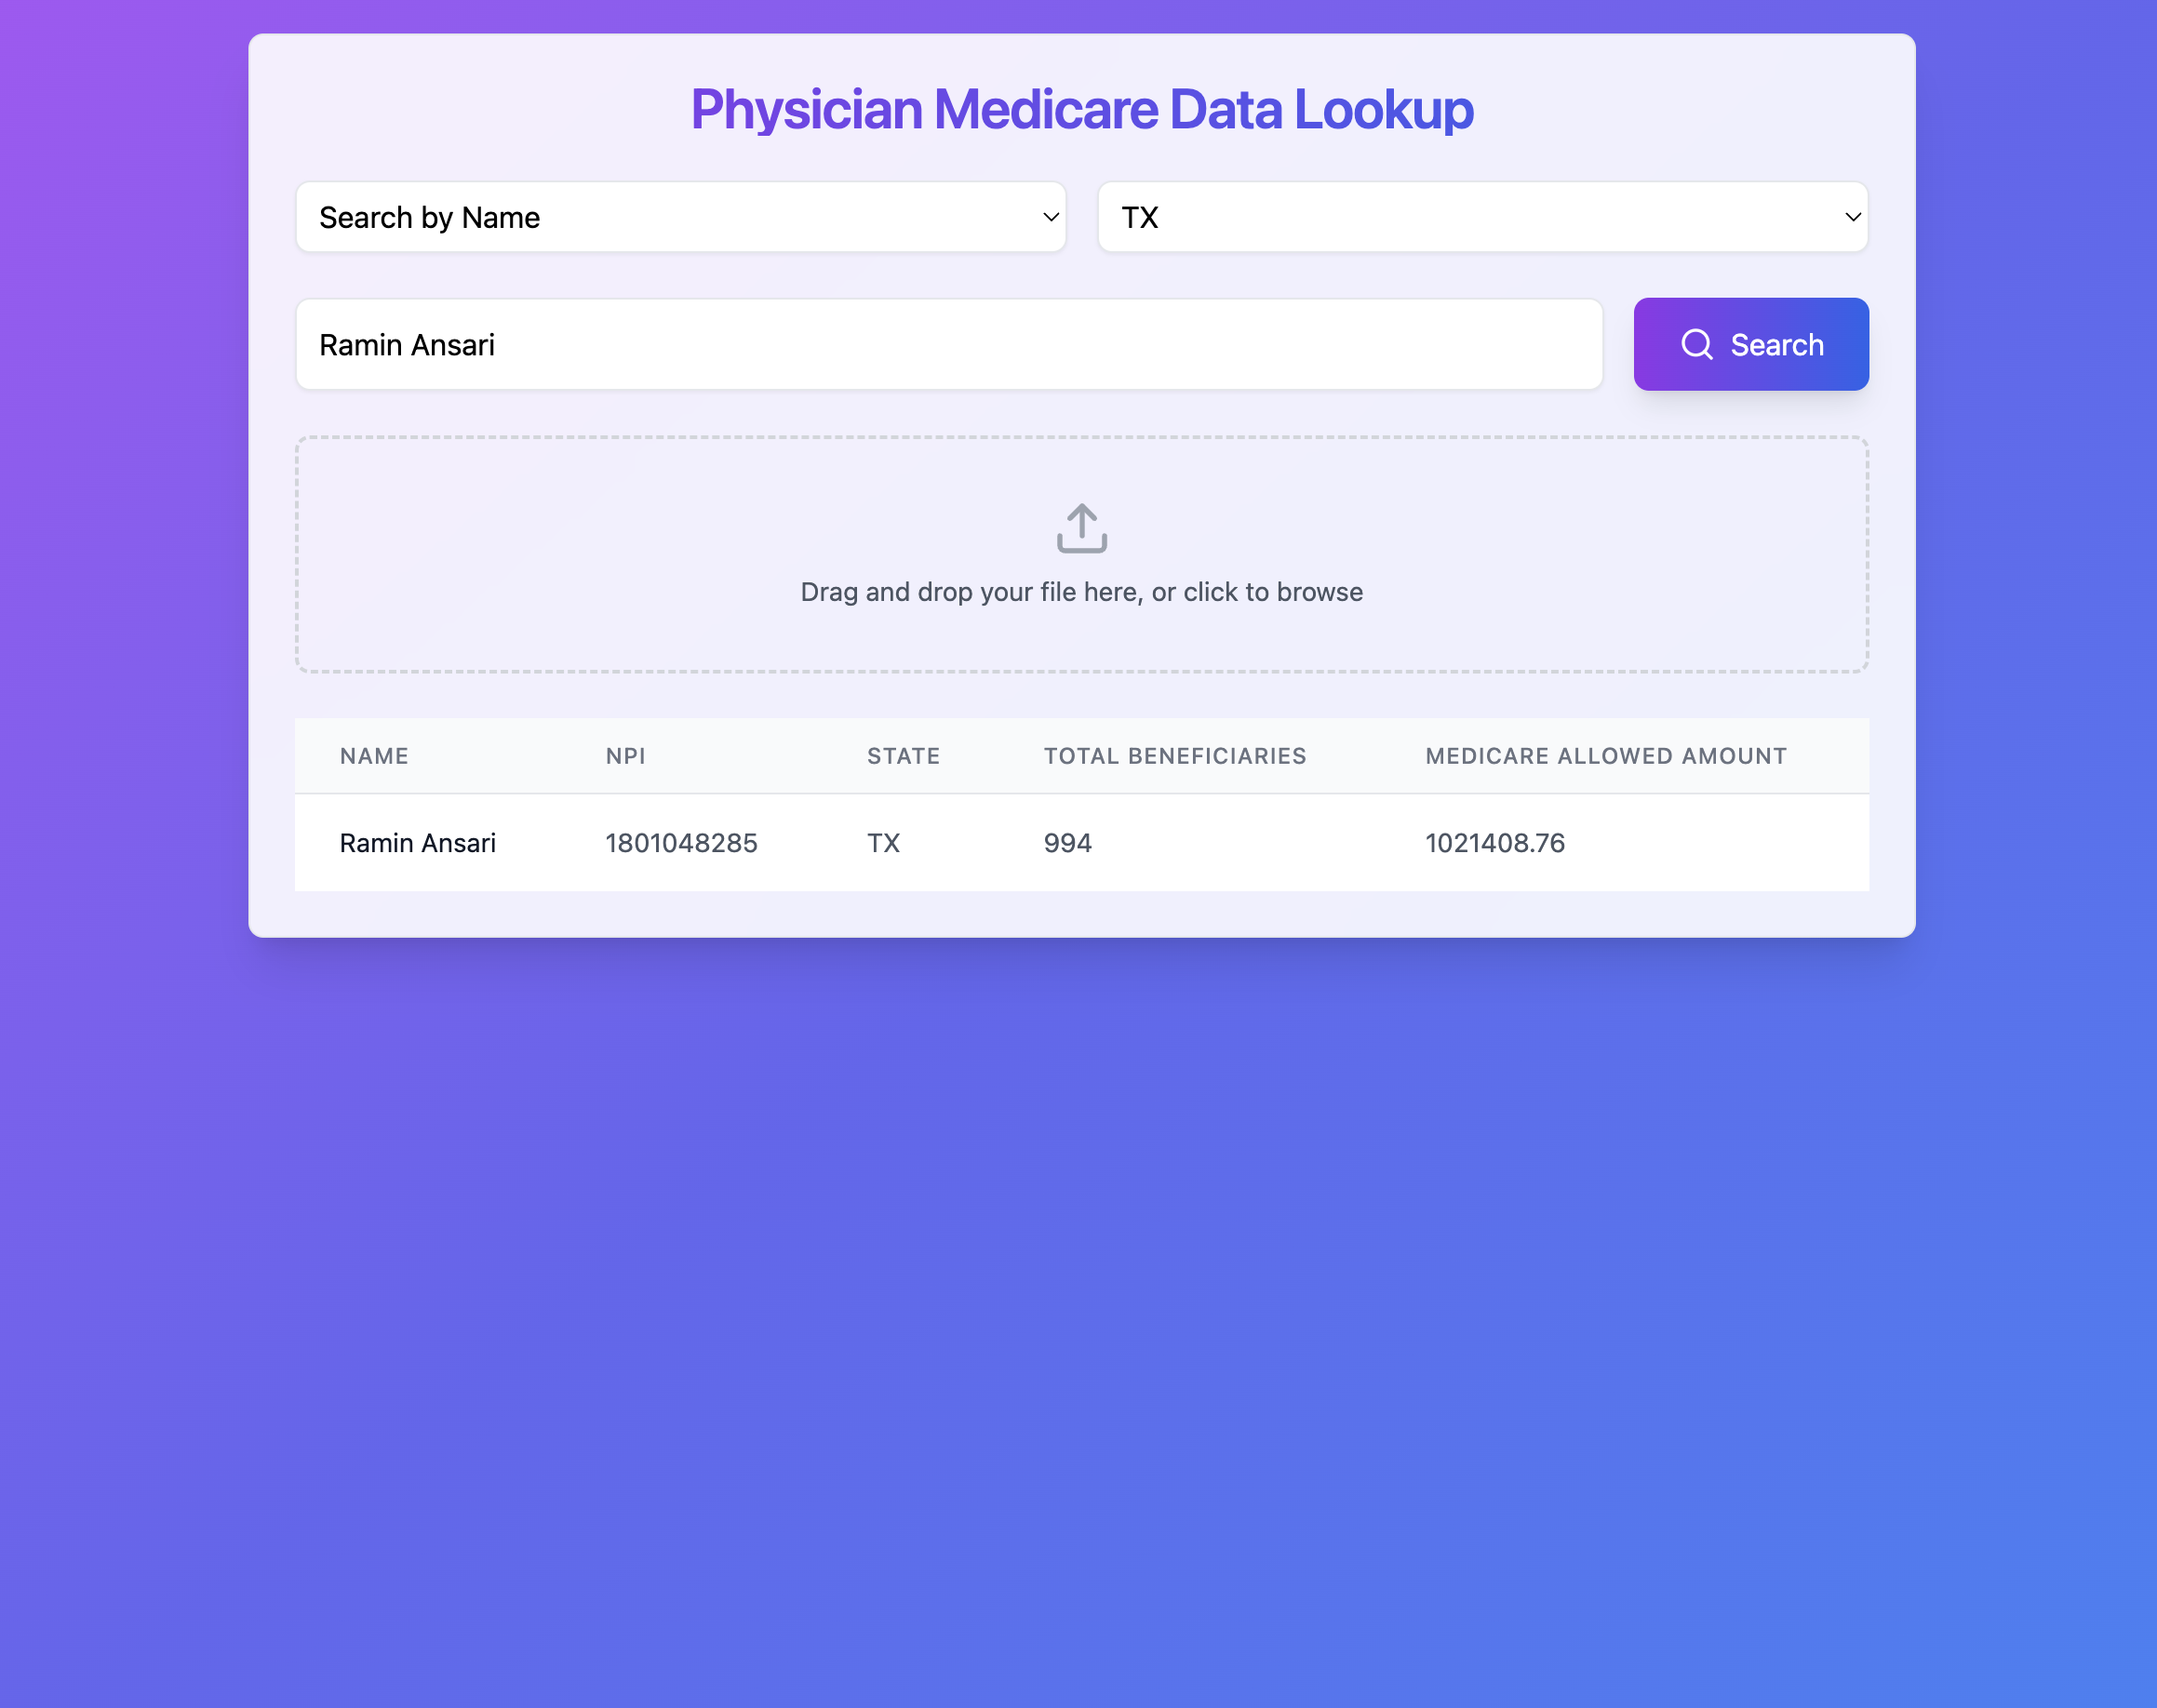 Physician Medicare Data Lookup
Search by Name
TX
Ramin Ansari
Search
Drag and drop your file here, or click to browse
NAME NPI STATE TOTAL BENEFICIARIES MEDICARE ALLOWED AMOUNT
Ramin Ansari 1801048285 TX 994 1021408.76